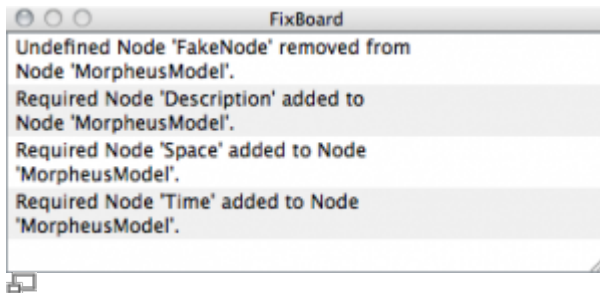 FixBoard
Undefined Node 'FakeNode' removed from
Node 'MorpheusModel'.
Required Node 'Description' added to
Node 'MorpheusModel'.
Required Node 'Space' added to Node
'MorpheusModel'.
Required Node 'Time' added to Node
'MorpheusModel'.